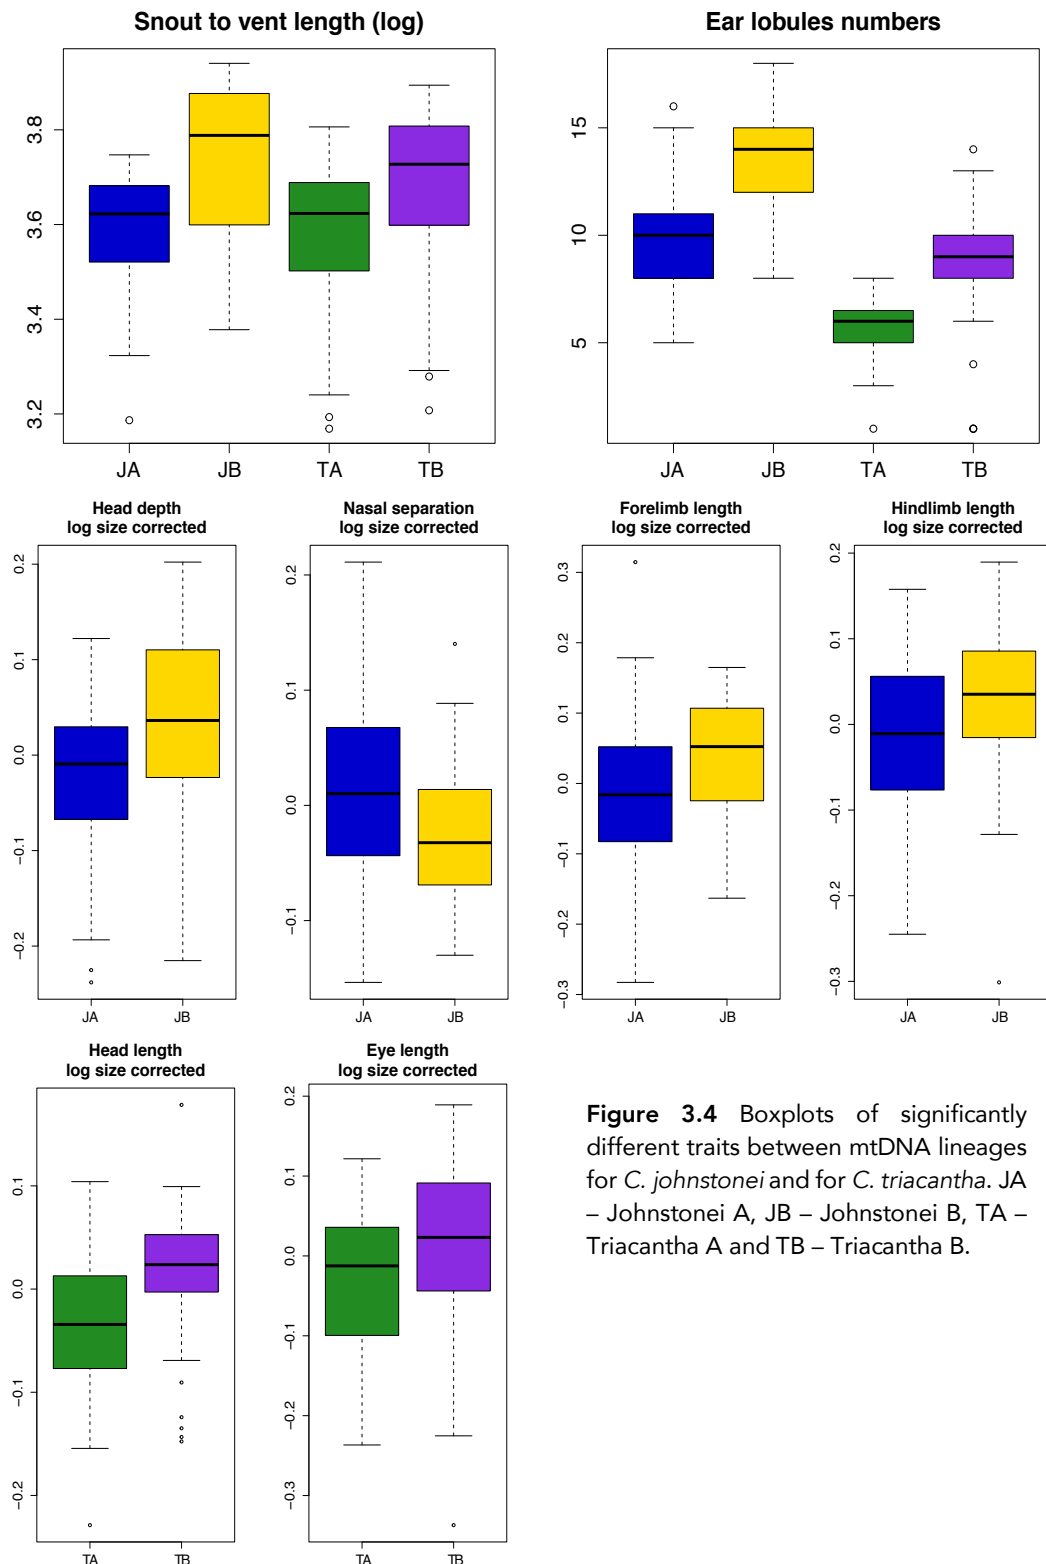 Snout to vent length (log)
3.8
3.6
3.4
3.2
JA JB TA TB
Ear lobules numbers
15
10
5
JA JB TA TB
Head depth
log size corrected
0.2
0.1
0.0
−0.1
−0.2
JA JB
Nasal separation
log size corrected
0.2
0.1
0.0
−0.1
JA JB
Forelimb length
log size corrected
0.3
0.2
0.1
0.0
−0.1
−0.2
−0.3
JA JB
Hindlimb length
log size corrected
0.2
0.1
0.0
−0.1
−0.2
−0.3
JA JB
Head length
log size corrected
0.1
0.0
−0.1
−0.2
TA TB
Eye length
log size corrected
0.2
0.1
0.0
−0.1
−0.2
−0.3
TA TB
Figure 3.4 Boxplots of significantly
different traits between mtDNA lineages
for C. johnstonei and for C. triacantha. JA
– Johnstonei A, JB – Johnstonei B, TA –
Triacantha A and TB – Triacantha B.